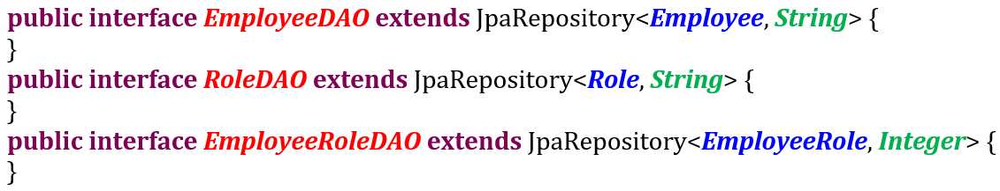 public interface EmployeeDAO extends JpaRepository<Employee, String> {
}
public interface RoleDAO extends JpaRepository<Role, String> {
}
public interface EmployeeRoleDAO extends JpaRepository<EmployeeRole, Integer> {
}